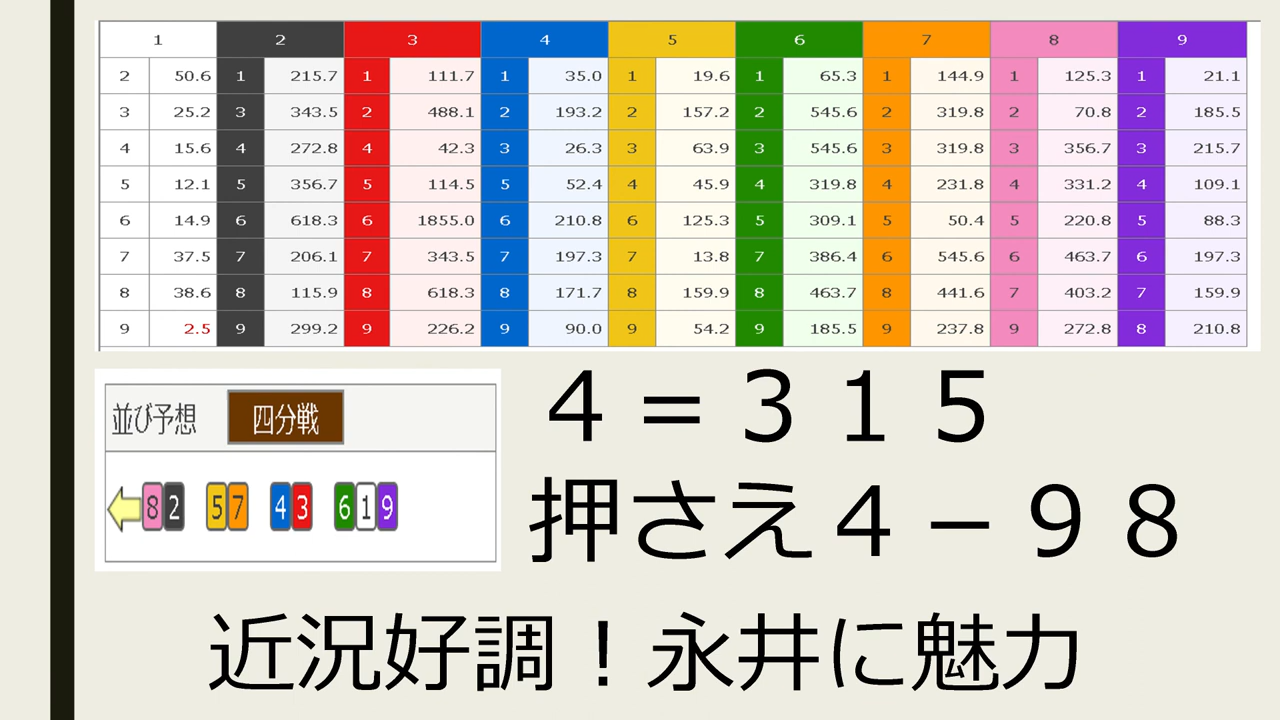 1 2 3 4 5 6 7 8 9
2 50.6 1 215.7 1 111.7 1 35.0 1 19.6 1 65.3 1 144.9 1 125.3 1 21.1
3 25.2 3 343.5 2 488.1 2 193.2 2 157.2 2 545.6 2 319.8 2 70.8 2 185.5
4 15.6 4 272.8 4 42.3 3 26.3 3 63.9 3 545.6 3 319.8 3 356.7 3 215.7
5 12.1 5 356.7 5 114.5 5 52.4 4 45.9 4 319.8 4 231.8 4 331.2 4 109.1
6 14.9 6 618.3 6 1855.0 6 210.8 6 125.3 5 309.1 5 50.4 5 220.8 5 88.3
7 37.5 7 206.1 7 343.5 7 197.3 7 13.8 7 386.4 6 545.6 6 463.7 6 197.3
8 38.6 8 115.9 8 618.3 8 171.7 8 159.9 8 463.7 8 441.6 7 403.2 7 159.9
9 2.5 9 299.2 9 226.2 9 90.0 9 54.2 9 185.5 9 237.8 9 272.8 8 210.8
並び予想 四分戦
8 2 5 7 4 3 6 1 9
４＝３１５
押さえ４－９８
近況好調！永井に魅力